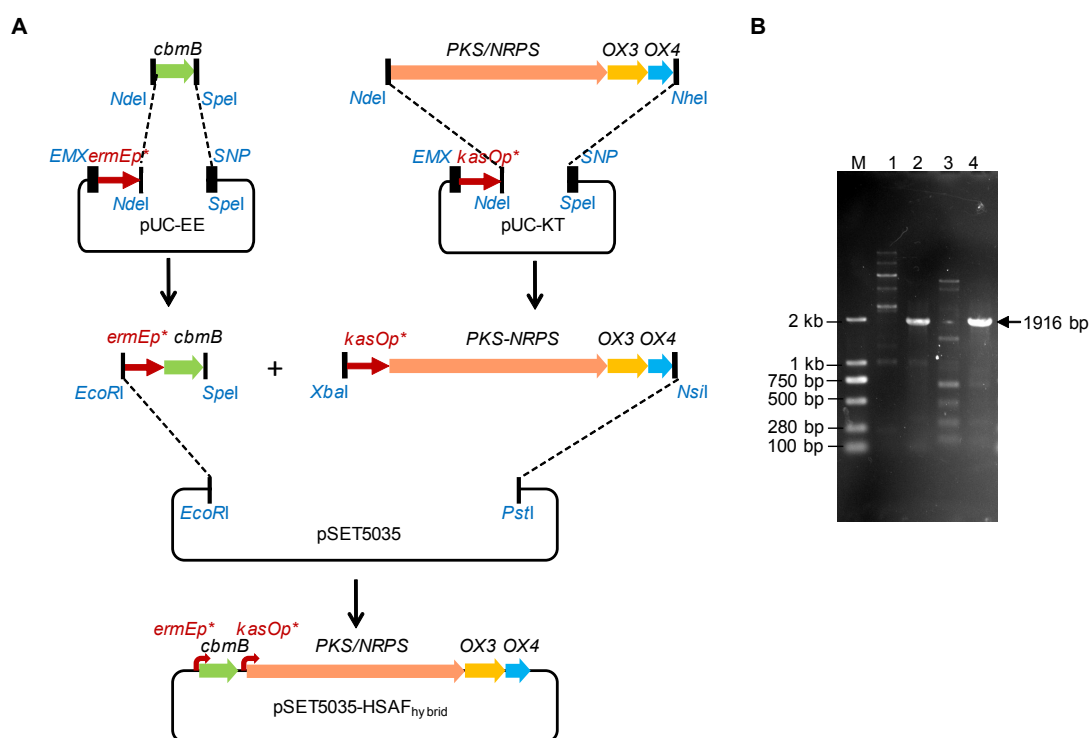 A
B
cbmB
PKS/NRPS OX3 OX4
NdeI SpeI
NdeI NheI
EMX ermEp* SNP
EMX kasOp* SNP
NdeI SpeI
NdeI SpeI
pUC-EE
pUC-KT
M 1 2 3 4
2 kb
1916 bp
1 kb
750 bp
500 bp
280 bp
100 bp
ermEp* cbmB
+
kasOp* PKS-NRPS OX3 OX4
EcoRI SpeI
XbaI NsiI
EcoRI PstI
pSET5035
ermEp* cbmB kasOp* PKS/NRPS OX3 OX4
pSET5035-HSAFhybrid